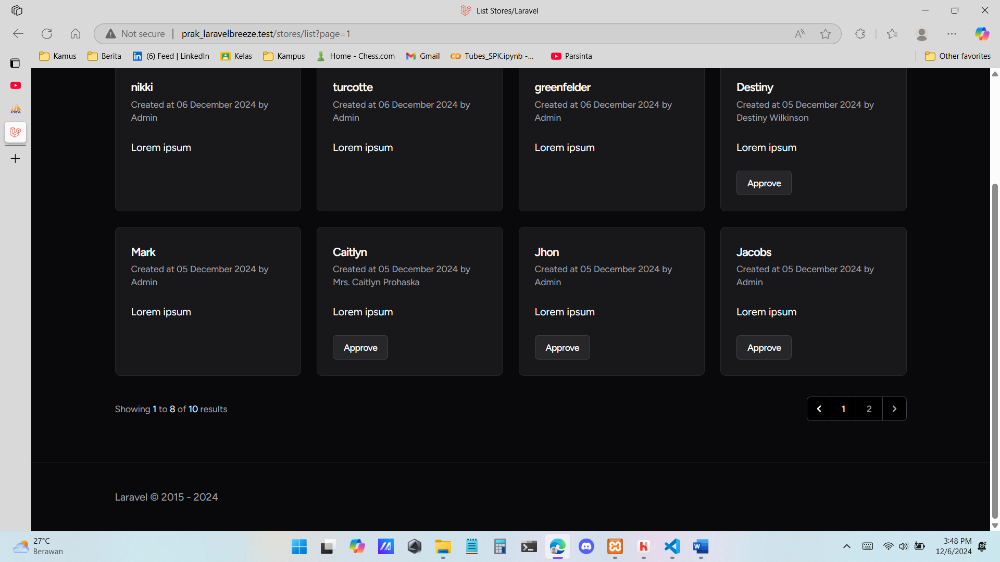 List Stores/Laravel
Not secure
prak_laravelbreeze.test/stores/list?page=1
Kamus
Berita
(6) Feed | LinkedIn
Kelas
Kampus
Home - Chess.com
Gmail
Tubes_SPK.ipynb -...
Parsinta
Other favorites
PMA
nikki
Created at 06 December 2024 by
Admin
Lorem ipsum
turcotte
Created at 06 December 2024 by
Admin
Lorem ipsum
greenfelder
Created at 06 December 2024 by
Admin
Lorem ipsum
Destiny
Created at 05 December 2024 by
Destiny Wilkinson
Lorem ipsum
Approve
Mark
Created at 05 December 2024 by
Admin
Lorem ipsum
Caitlyn
Created at 05 December 2024 by
Mrs. Caitlyn Prohaska
Lorem ipsum
Approve
Jhon
Created at 05 December 2024 by
Admin
Lorem ipsum
Approve
Jacobs
Created at 05 December 2024 by
Admin
Lorem ipsum
Approve
Showing 1 to 8 of 10 results
1
2
Laravel © 2015 - 2024
27°C
Berawan
3:48 PM
12/6/2024